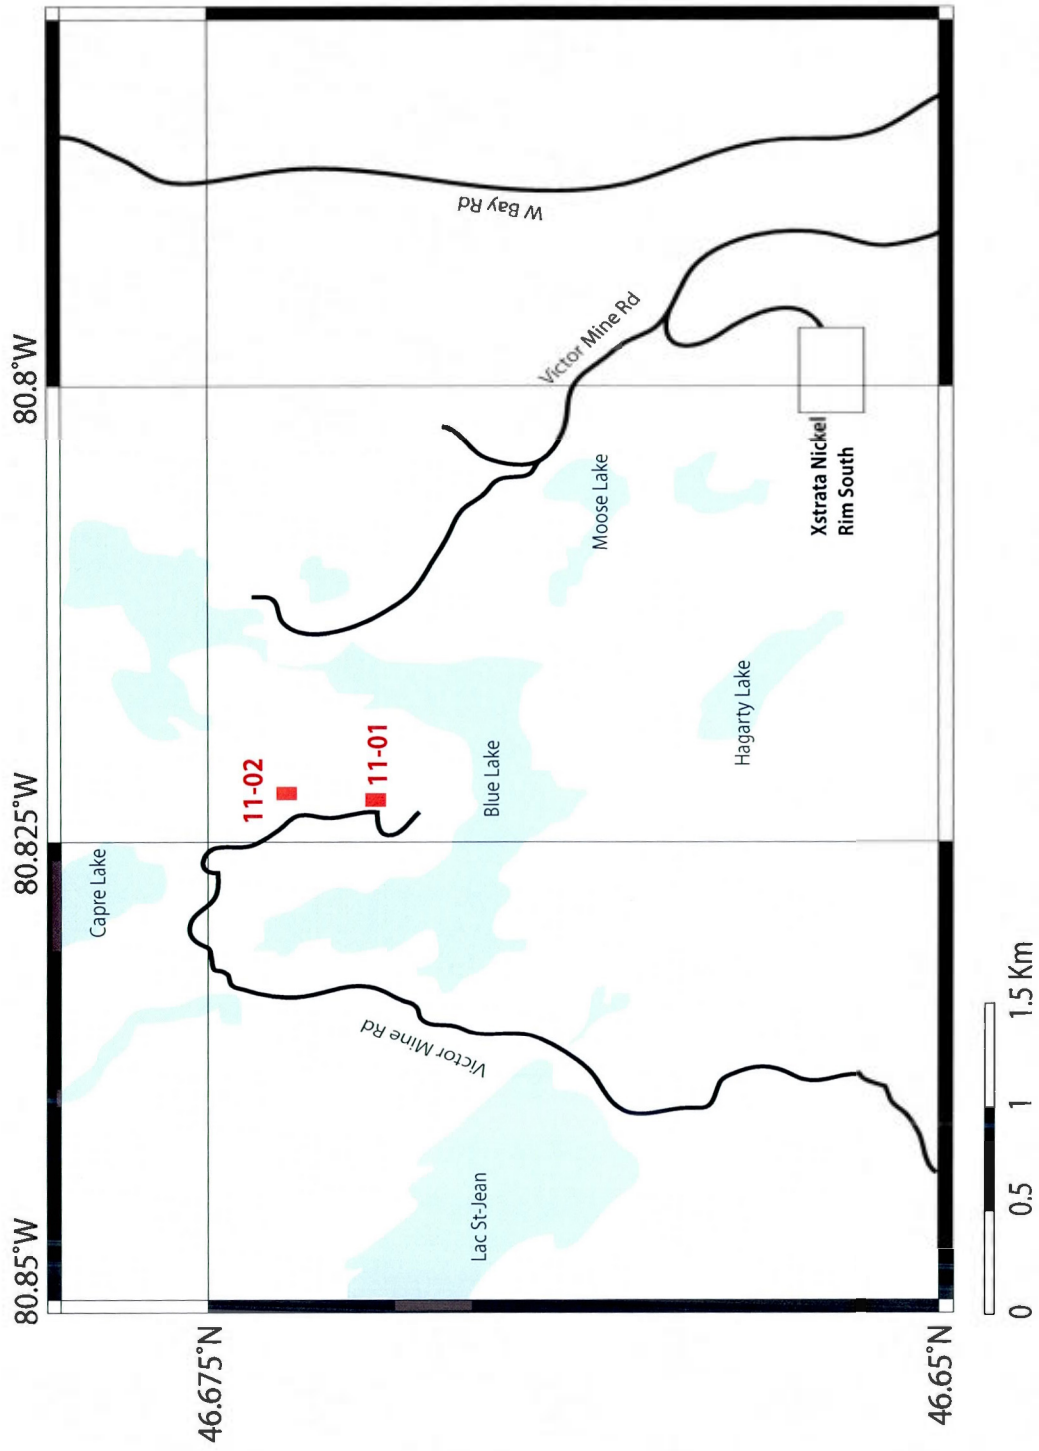 80.85°W
80.825°W
80.8°W
Capre Lake
46.675°N
11-02
11-01
Victor Mine Rd
Blue Lake
W Bay Rd
Lac St-Jean
Victor Mine Rd
Moose Lake
Hagarty Lake
Xstrata Nickel
Rim South
46.65°N
0 0.5 1 1.5 Km